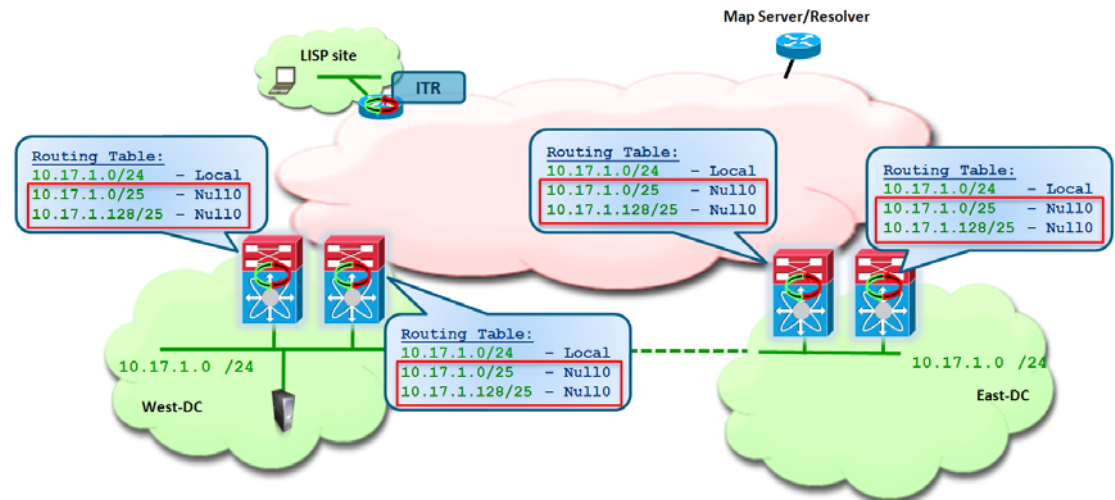 Map Server/Resolver
LISP site
ITR
Routing Table:
10.17.1.0/24 - Local
10.17.1.0/25 - Null0
10.17.1.128/25 - Null0
Routing Table:
10.17.1.0/24 - Local
10.17.1.0/25 - Null0
10.17.1.128/25 - Null0
Routing Table:
10.17.1.0/24 - Local
10.17.1.0/25 - Null0
10.17.1.128/25 - Null0
Routing Table:
10.17.1.0/24 - Local
10.17.1.0/25 - Null0
10.17.1.128/25 - Null0
10.17.1.0 /24
10.17.1.0 /24
West-DC
East-DC